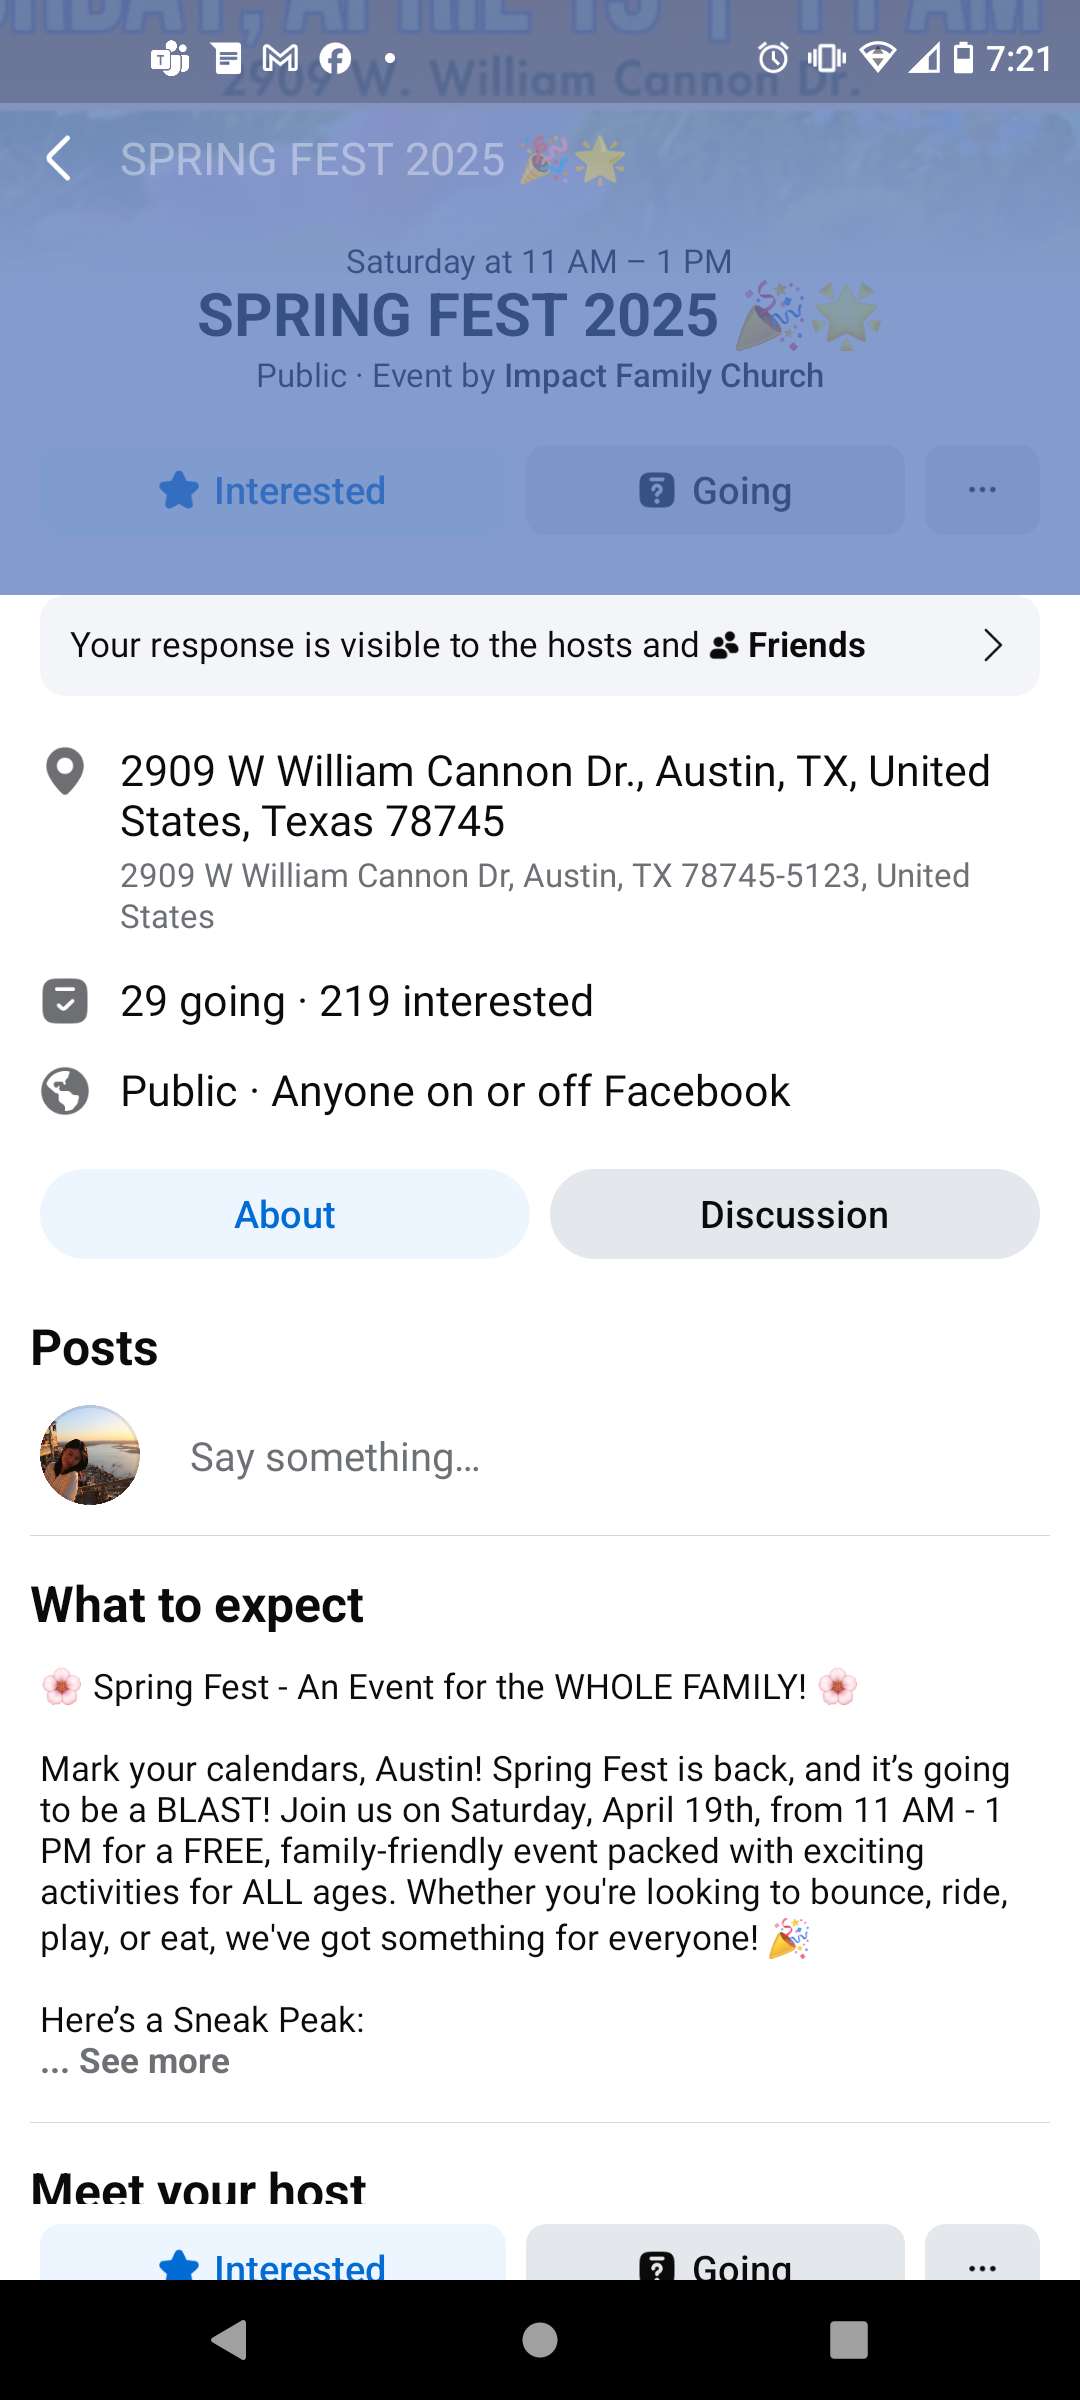 2909 W. William Cannon Dr.
7:21
SPRING FEST 2025 🎉🌟
Saturday at 11 AM – 1 PM
SPRING FEST 2025 🎉🌟
Public · Event by Impact Family Church
Interested
Going
...
Your response is visible to the hosts and Friends
2909 W William Cannon Dr., Austin, TX, United
States, Texas 78745
2909 W William Cannon Dr, Austin, TX 78745-5123, United
States
29 going · 219 interested
Public · Anyone on or off Facebook
About
Discussion
Posts
Say something...
What to expect
🌸 Spring Fest - An Event for the WHOLE FAMILY! 🌸
Mark your calendars, Austin! Spring Fest is back, and it’s going
to be a BLAST! Join us on Saturday, April 19th, from 11 AM - 1
PM for a FREE, family-friendly event packed with exciting
activities for ALL ages. Whether you're looking to bounce, ride,
play, or eat, we've got something for everyone! 🎉
Here’s a Sneak Peak:
... See more
Meet your host
Interested
Going
...